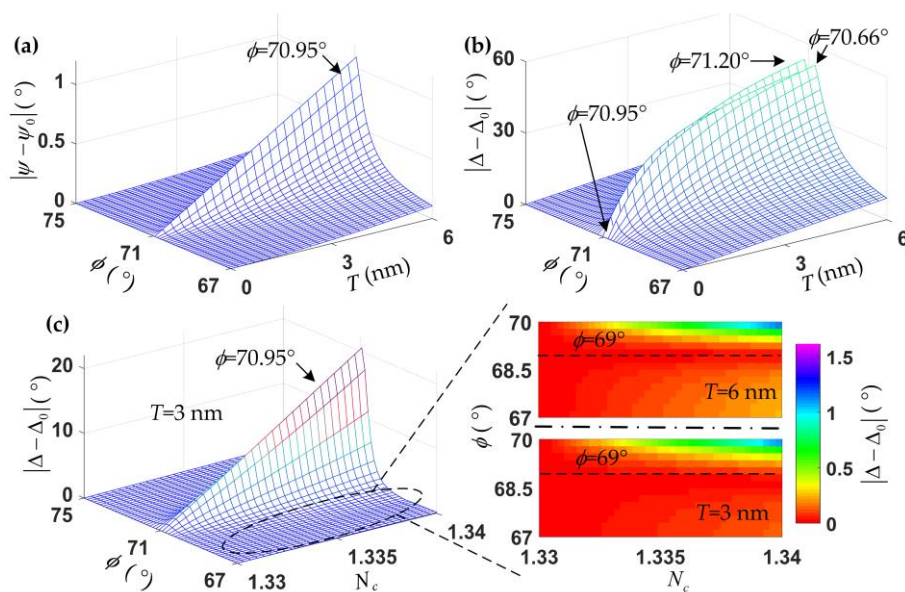 (a)
ϕ=70.95°
|ψ − ψ₀| (°)
1
0.5
0
75
71
67
ϕ (°)
0
3
6
T (nm)
(b)
ϕ=71.20°
ϕ=70.66°
ϕ=70.95°
|Δ − Δ₀| (°)
60
30
0
75
71
67
ϕ (°)
0
3
6
T (nm)
(c)
ϕ=70.95°
T=3 nm
|Δ − Δ₀| (°)
20
10
0
75
71
67
ϕ (°)
1.33
1.335
1.34
N_c
70
68.5
67
ϕ=69°
T=6 nm
ϕ (°)
70
68.5
67
ϕ=69°
T=3 nm
1.33
1.335
1.34
N_c
1.5
1
0.5
0
|Δ − Δ₀| (°)